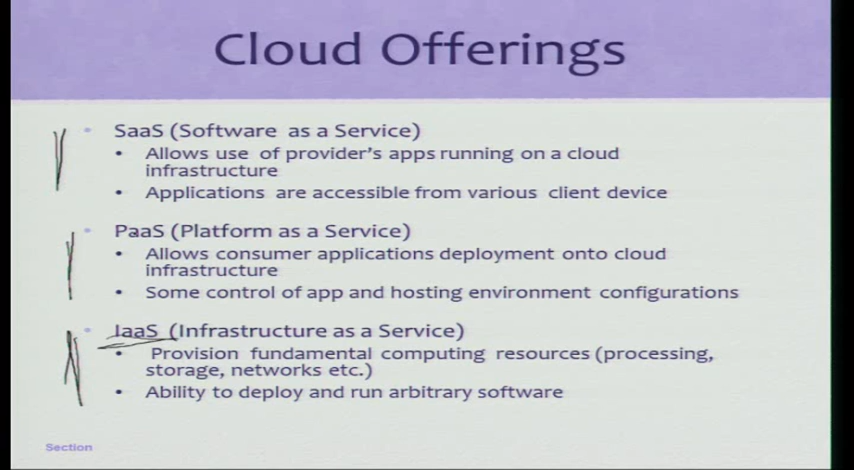 Cloud Offerings
• SaaS (Software as a Service)
• Allows use of provider's apps running on a cloud
infrastructure
• Applications are accessible from various client device
• PaaS (Platform as a Service)
• Allows consumer applications deployment onto cloud
infrastructure
• Some control of app and hosting environment configurations
• IaaS (Infrastructure as a Service)
• Provision fundamental computing resources (processing,
storage, networks etc.)
• Ability to deploy and run arbitrary software
Section